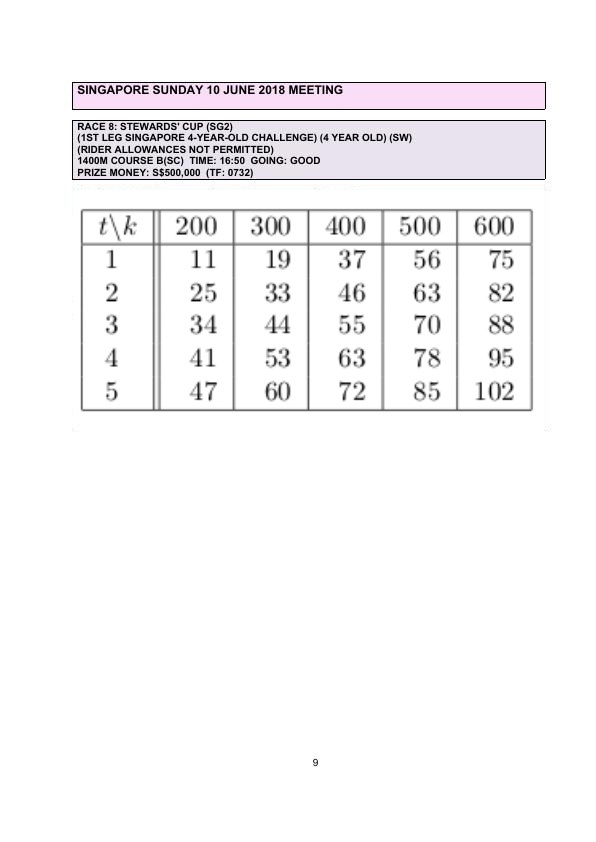 SINGAPORE SUNDAY 10 JUNE 2018 MEETING
RACE 8: STEWARDS' CUP (SG2)
(1ST LEG SINGAPORE 4-YEAR-OLD CHALLENGE) (4 YEAR OLD) (SW)
(RIDER ALLOWANCES NOT PERMITTED)
1400M COURSE B(SC) TIME: 16:50 GOING: GOOD
PRIZE MONEY: S$500,000 (TF: 0732)
t\k 200 300 400 500 600
1 11 19 37 56 75
2 25 33 46 63 82
3 34 44 55 70 88
4 41 53 63 78 95
5 47 60 72 85 102
9